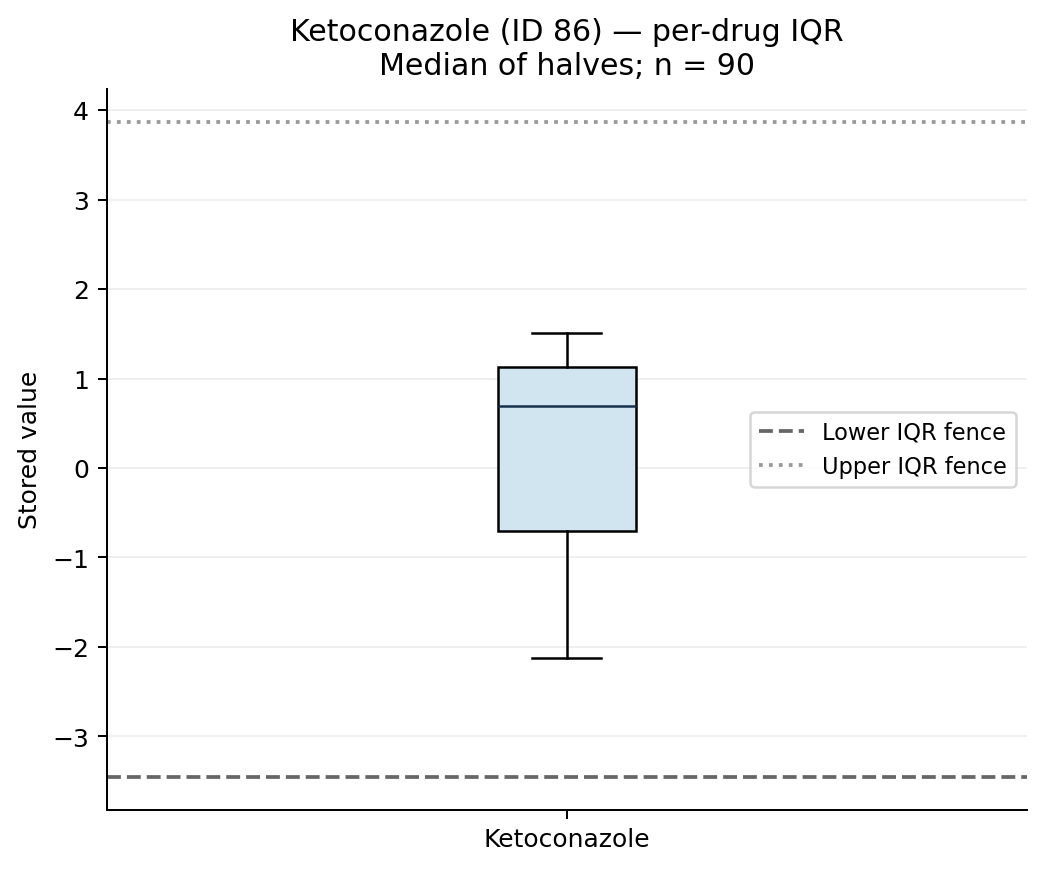 Ketoconazole (ID 86) — per-drug IQR
Median of halves; n = 90
Stored value
4
3
2
1
0
−1
−2
−3
Lower IQR fence
Upper IQR fence
Ketoconazole